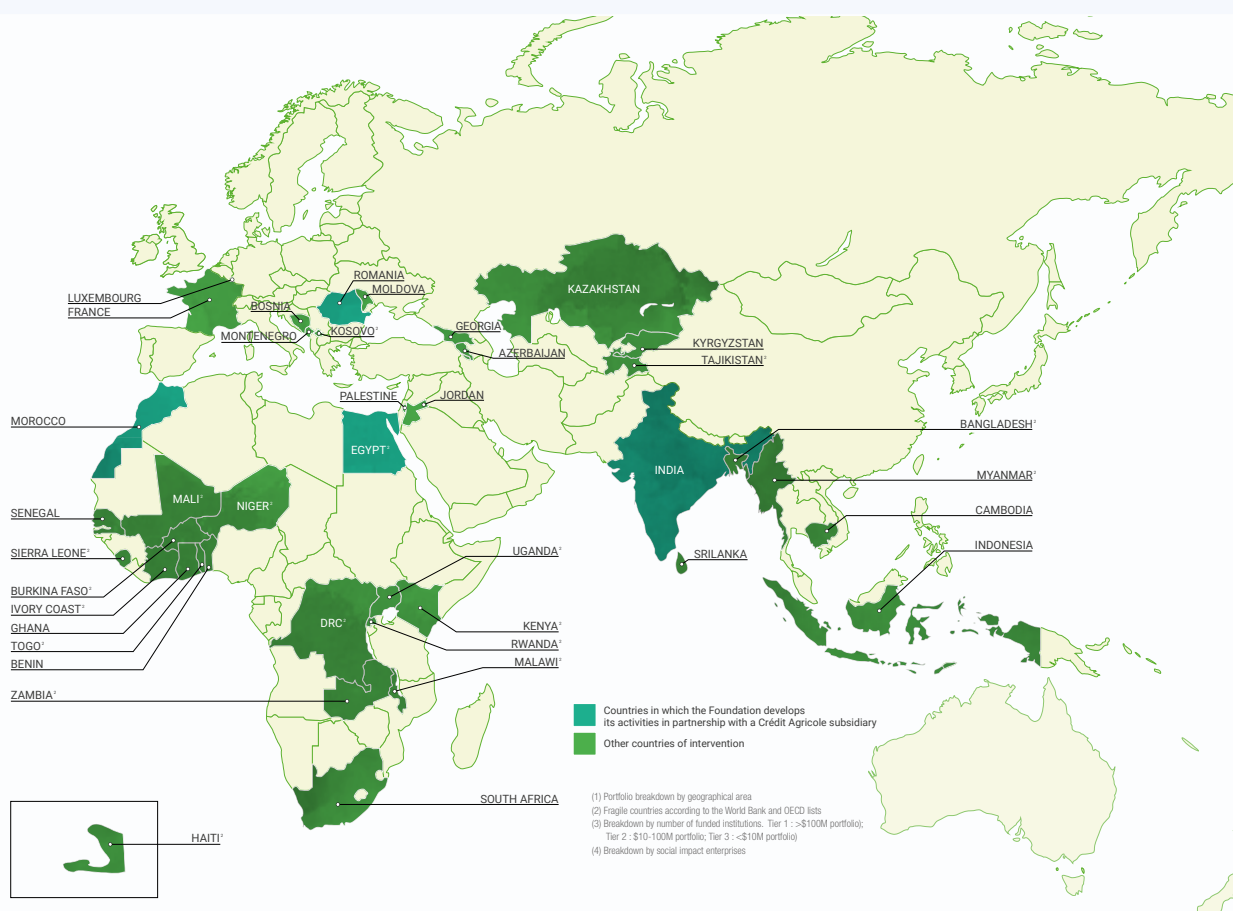 ROMANIA
MOLDOVA
KAZAKHSTAN
LUXEMBOURG
FRANCE
BOSNIA
MONTENEGRO
KOSOVO²
GEORGIA
AZERBAIJAN
KYRGYZSTAN
TAJIKISTAN²
PALESTINE
JORDAN
MOROCCO
EGYPT²
INDIA
BANGLADESH²
MYANMAR²
CAMBODIA
INDONESIA
SRILANKA
MALI²
NIGER²
SENEGAL
SIERRA LEONE²
BURKINA FASO²
IVORY COAST²
GHANA
TOGO²
BENIN
ZAMBIA²
UGANDA²
DRC²
KENYA²
RWANDA²
MALAWI²
SOUTH AFRICA
HAITI²
Countries in which the Foundation develops
its activities in partnership with a Crédit Agricole subsidiary
Other countries of intervention
(1) Portfolio breakdown by geographical area
(2) Fragile countries according to the World Bank and OECD lists
(3) Breakdown by number of funded institutions. Tier 1 : >$100M portfolio);
Tier 2 : $10-100M portfolio; Tier 3 : <$10M portfolio)
(4) Breakdown by social impact enterprises